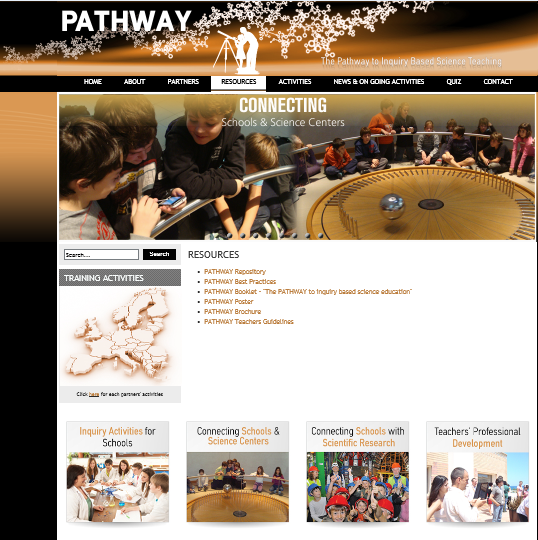 PATHWAY
The Pathway to Inquiry Based Science Teaching
HOME ABOUT PARTNERS RESOURCES ACTIVITIES NEWS & ON GOING ACTIVITIES QUIZ CONTACT
CONNECTING
Schools & Science Centers
Search... Search
TRAINING ACTIVITIES
Click here for each partners' activities
RESOURCES
PATHWAY Repository
PATHWAY Best Practices
PATHWAY Booklet - "The PATHWAY to inquiry based science education"
PATHWAY Poster
PATHWAY Brochure
PATHWAY Teachers Guidelines
Inquiry Activities for
Schools
Connecting Schools &
Science Centers
Connecting Schools with
Scientific Research
Teachers' Professional
Development